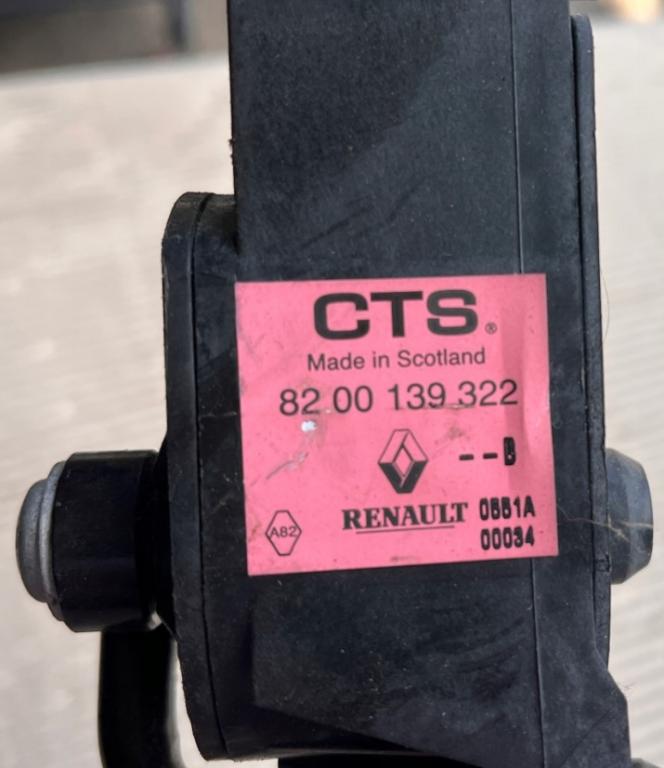 CTS®
Made in Scotland
82 00 139 322
--B
A82
RENAULT
0551A
00034